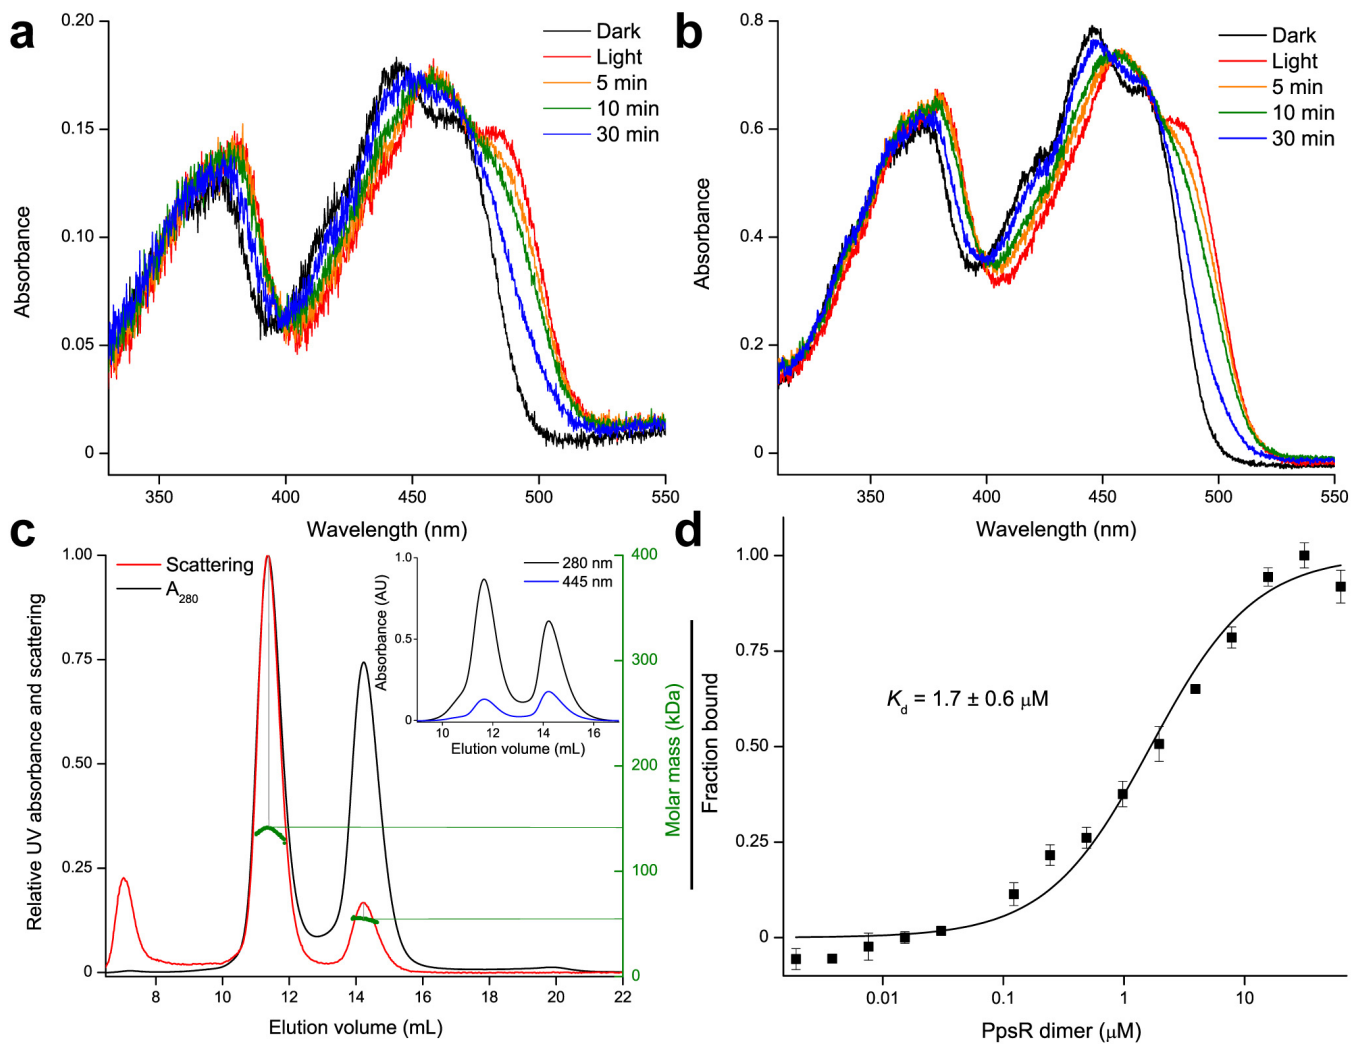 a
0.20
0.15
0.10
0.05
0
Absorbance
350
400
450
500
550
Wavelength (nm)
Dark
Light
5 min
10 min
30 min
b
0.8
0.6
0.4
0.2
0
Absorbance
350
400
450
500
550
Wavelength (nm)
Dark
Light
5 min
10 min
30 min
c
1.00
0.75
0.50
0.25
0
Relative UV absorbance and scattering
Scattering
A280
8
10
12
14
16
18
20
22
Elution volume (mL)
400
300
200
100
0
Molar mass (kDa)
1.0
0.5
0
Absorbance (AU)
280 nm
445 nm
10
12
14
16
Elution volume (mL)
d
1.00
0.75
0.50
0.25
0
Fraction bound
Kd = 1.7 ± 0.6 μM
0.01
0.1
1
10
PpsR dimer (μM)